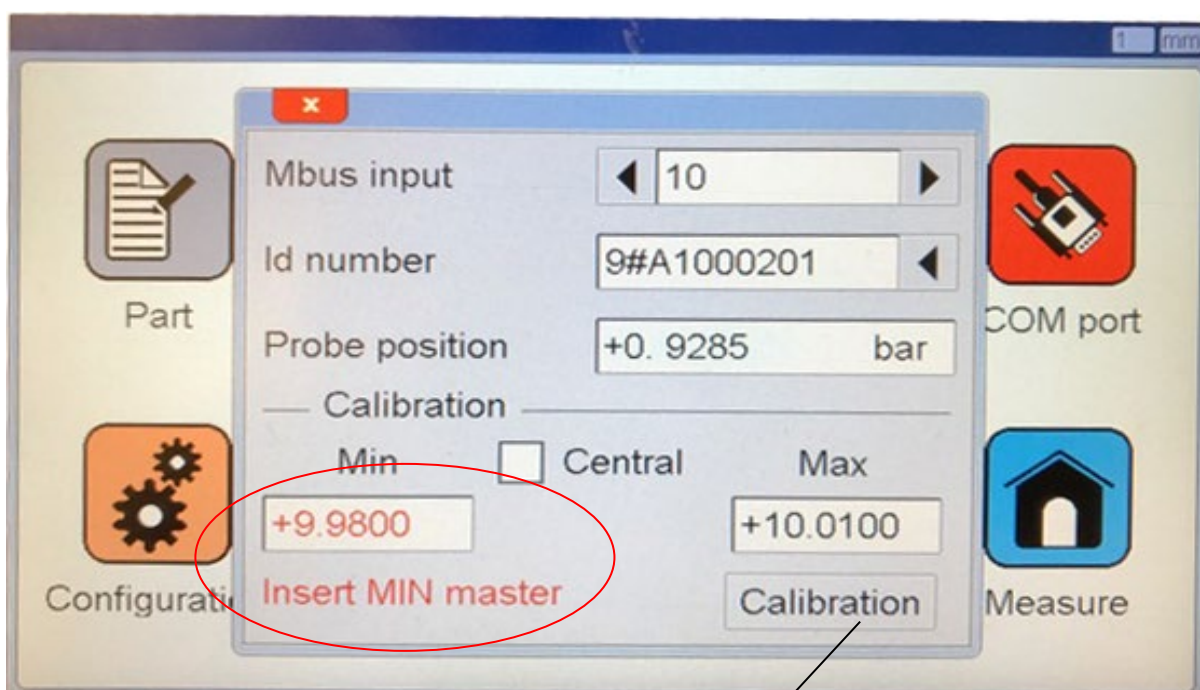 1 mm
x
Mbus input 10
Id number 9#A1000201
Part
COM port
Probe position +0. 9285 bar
Calibration
Min Central Max
+9.9800 +10.0100
Insert MIN master Calibration
Measure